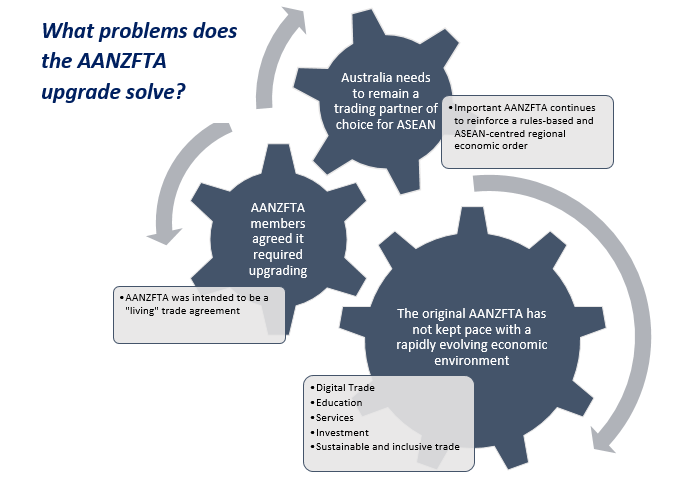 What problems does
the AANZFTA
upgrade solve?
Australia needs
to remain a
trading partner of
choice for ASEAN
•Important AANZFTA continues
to reinforce a rules-based and
ASEAN-centred regional
economic order
AANZFTA
members
agreed it
required
upgrading
•AANZFTA was intended to be a
"living" trade agreement
The original AANZFTA has
not kept pace with a
rapidly evolving economic
environment
•Digital Trade
•Education
•Services
•Investment
•Sustainable and inclusive trade